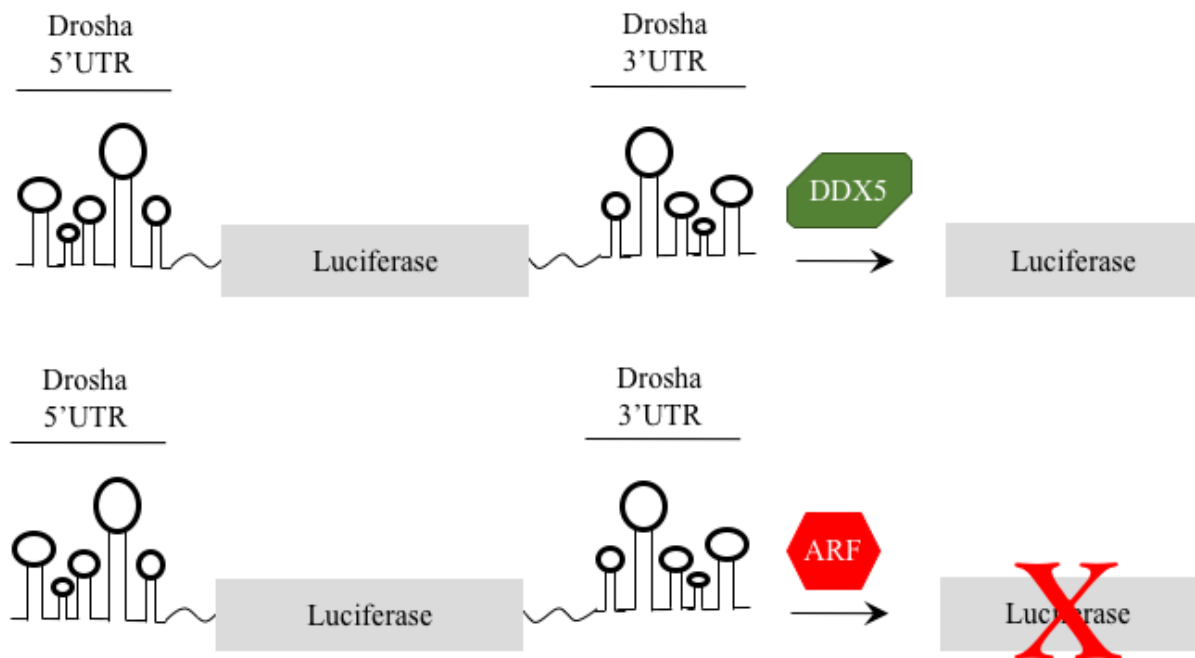 Drosha
5'UTR
Drosha
3'UTR
DDX5
Luciferase
Luciferase
Drosha
5'UTR
Drosha
3'UTR
ARF
Luciferase
Luciferase
X